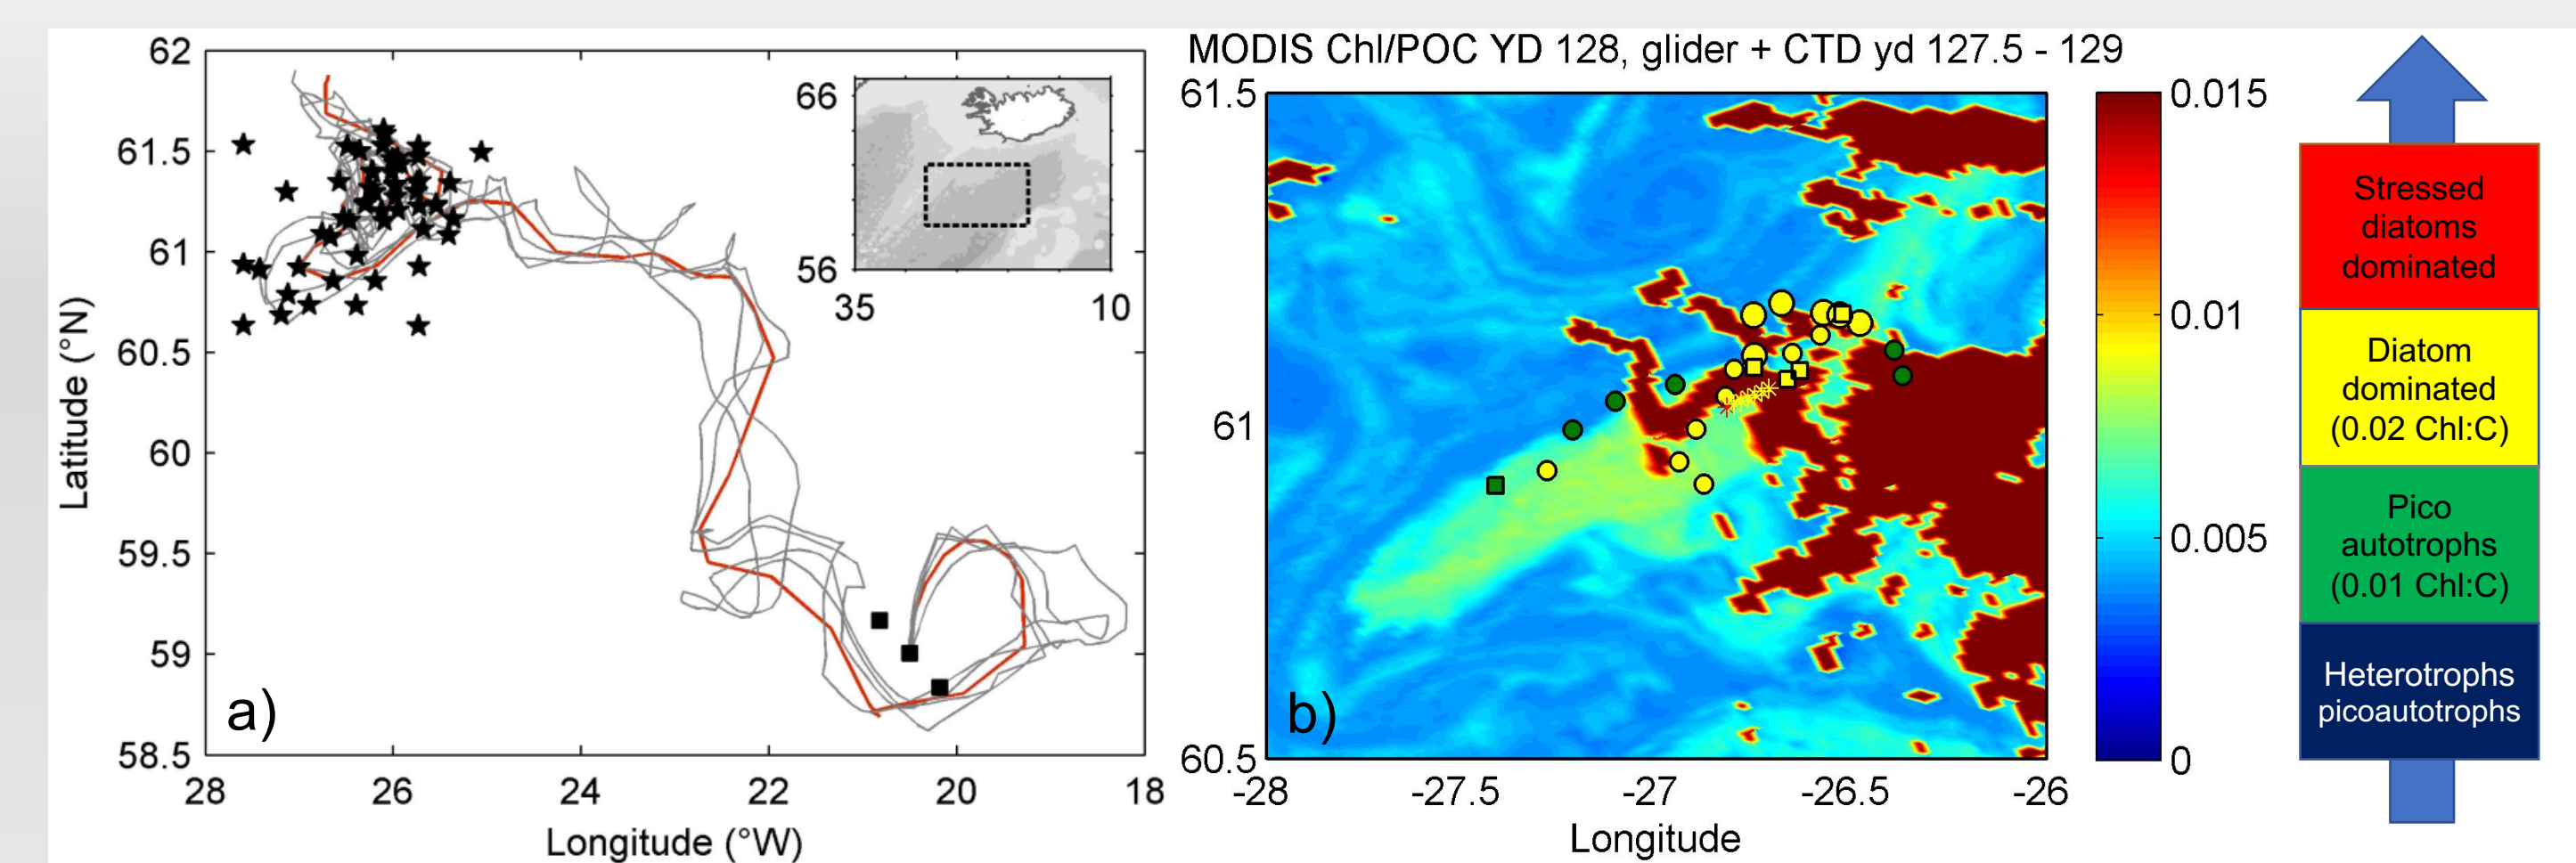 62
61.5
61
60.5
60
59.5
59
58.5
28
26
24
22
20
18
Latitude (°N)
Longitude (°W)
a)
66
56
35
10
MODIS Chl/POC YD 128, glider + CTD yd 127.5 - 129
61.5
61
60.5
-28
-27.5
-27
-26.5
-26
Longitude
b)
0.015
0.01
0.005
0
Stressed
diatoms
dominated
Diatom
dominated
(0.02 Chl:C)
Pico
autotrophs
(0.01 Chl:C)
Heterotrophs
picoautotrophs